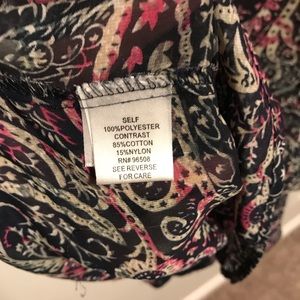 SELF
100%POLYESTER
CONTRAST
85%COTTON
15%NYLON
RN# 96508
SEE REVERSE
FOR CARE